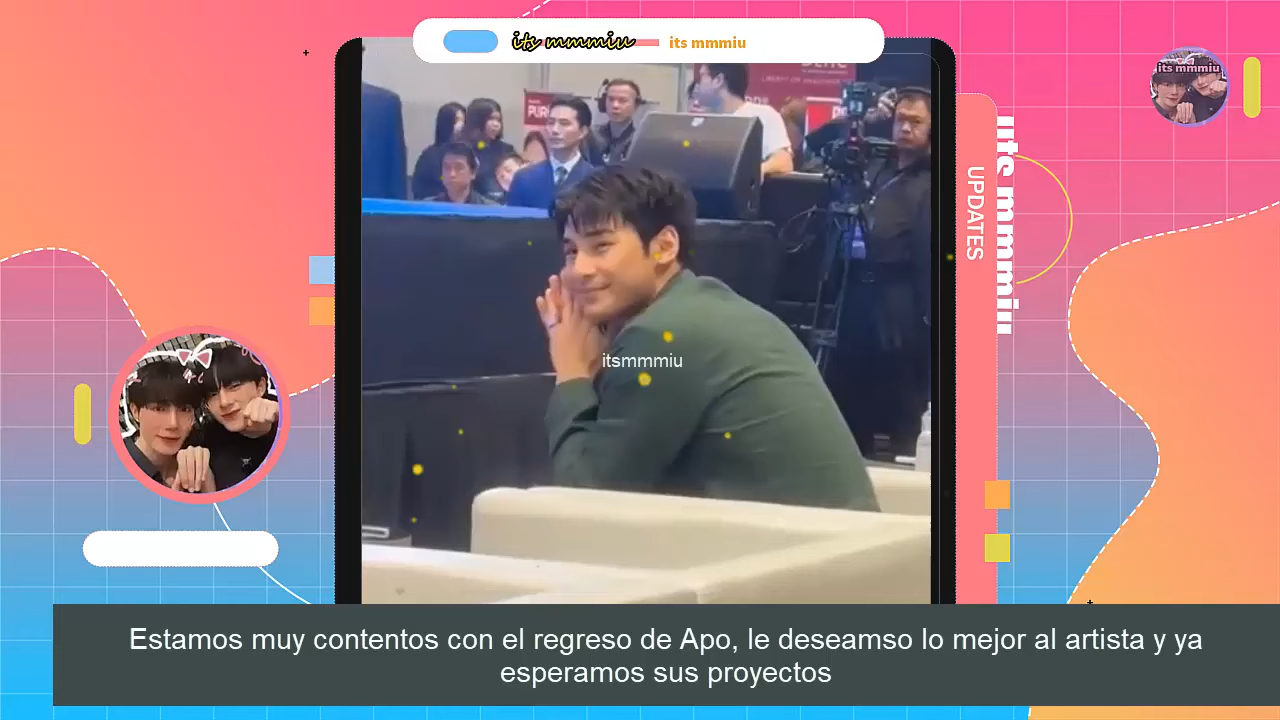 its mmmiu
its mmmiu
its mmmiu
its mmmiu
UPDATES
itsmmmiu
Estamos muy contentos con el regreso de Apo, le deseamso lo mejor al artista y ya
esperamos sus proyectos